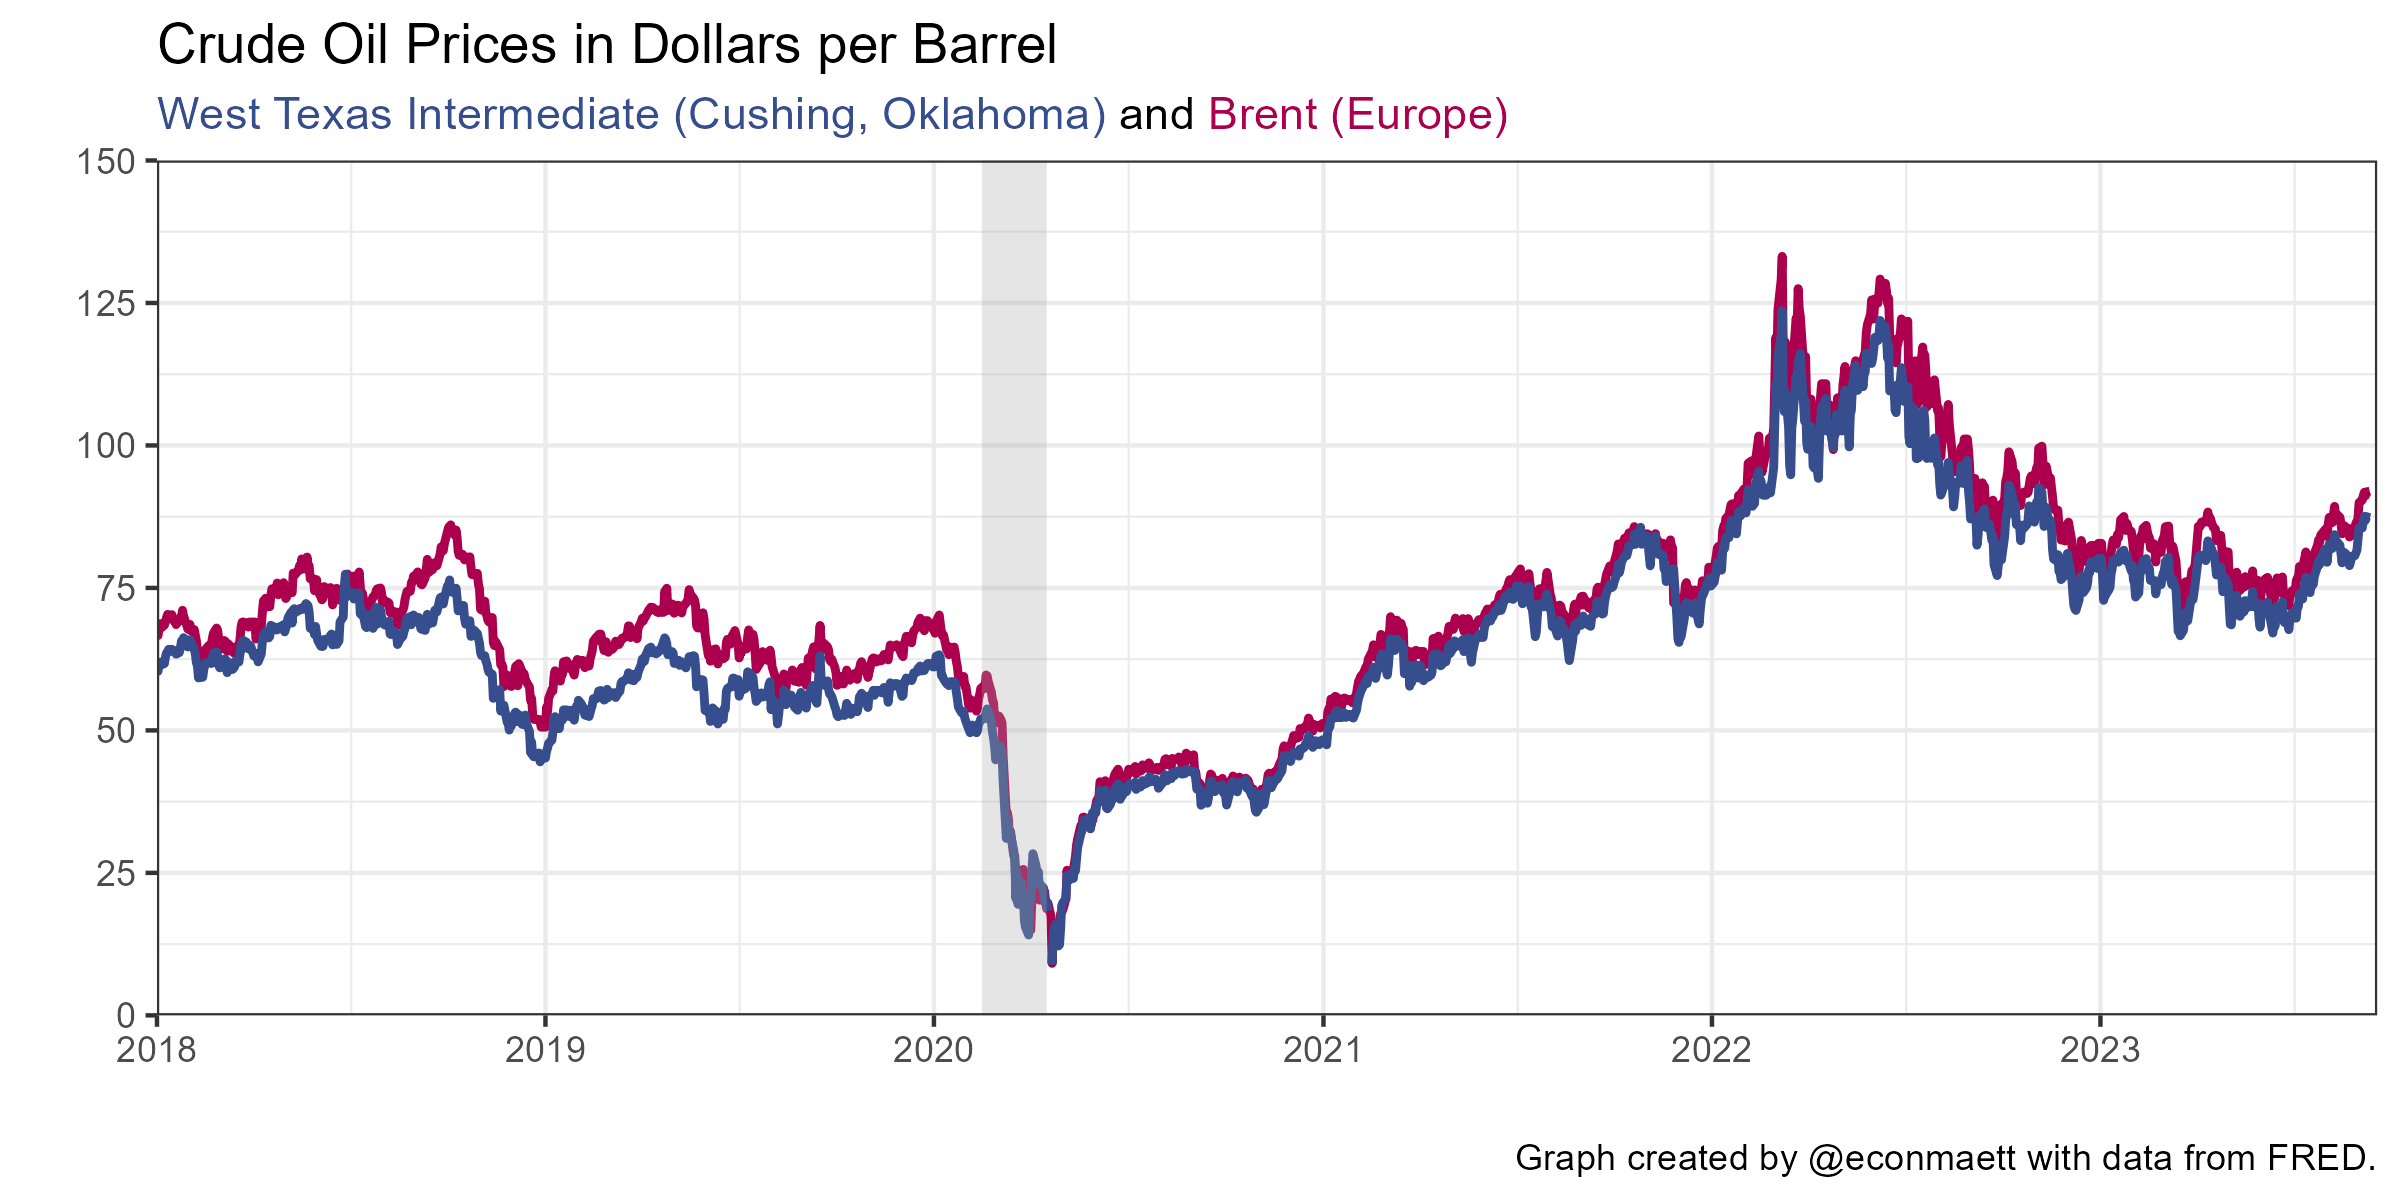 Crude Oil Prices in Dollars per Barrel
West Texas Intermediate (Cushing, Oklahoma) and Brent (Europe)
150
125
100
75
50
25
0
2018 2019 2020 2021 2022 2023
Graph created by @econmaett with data from FRED.